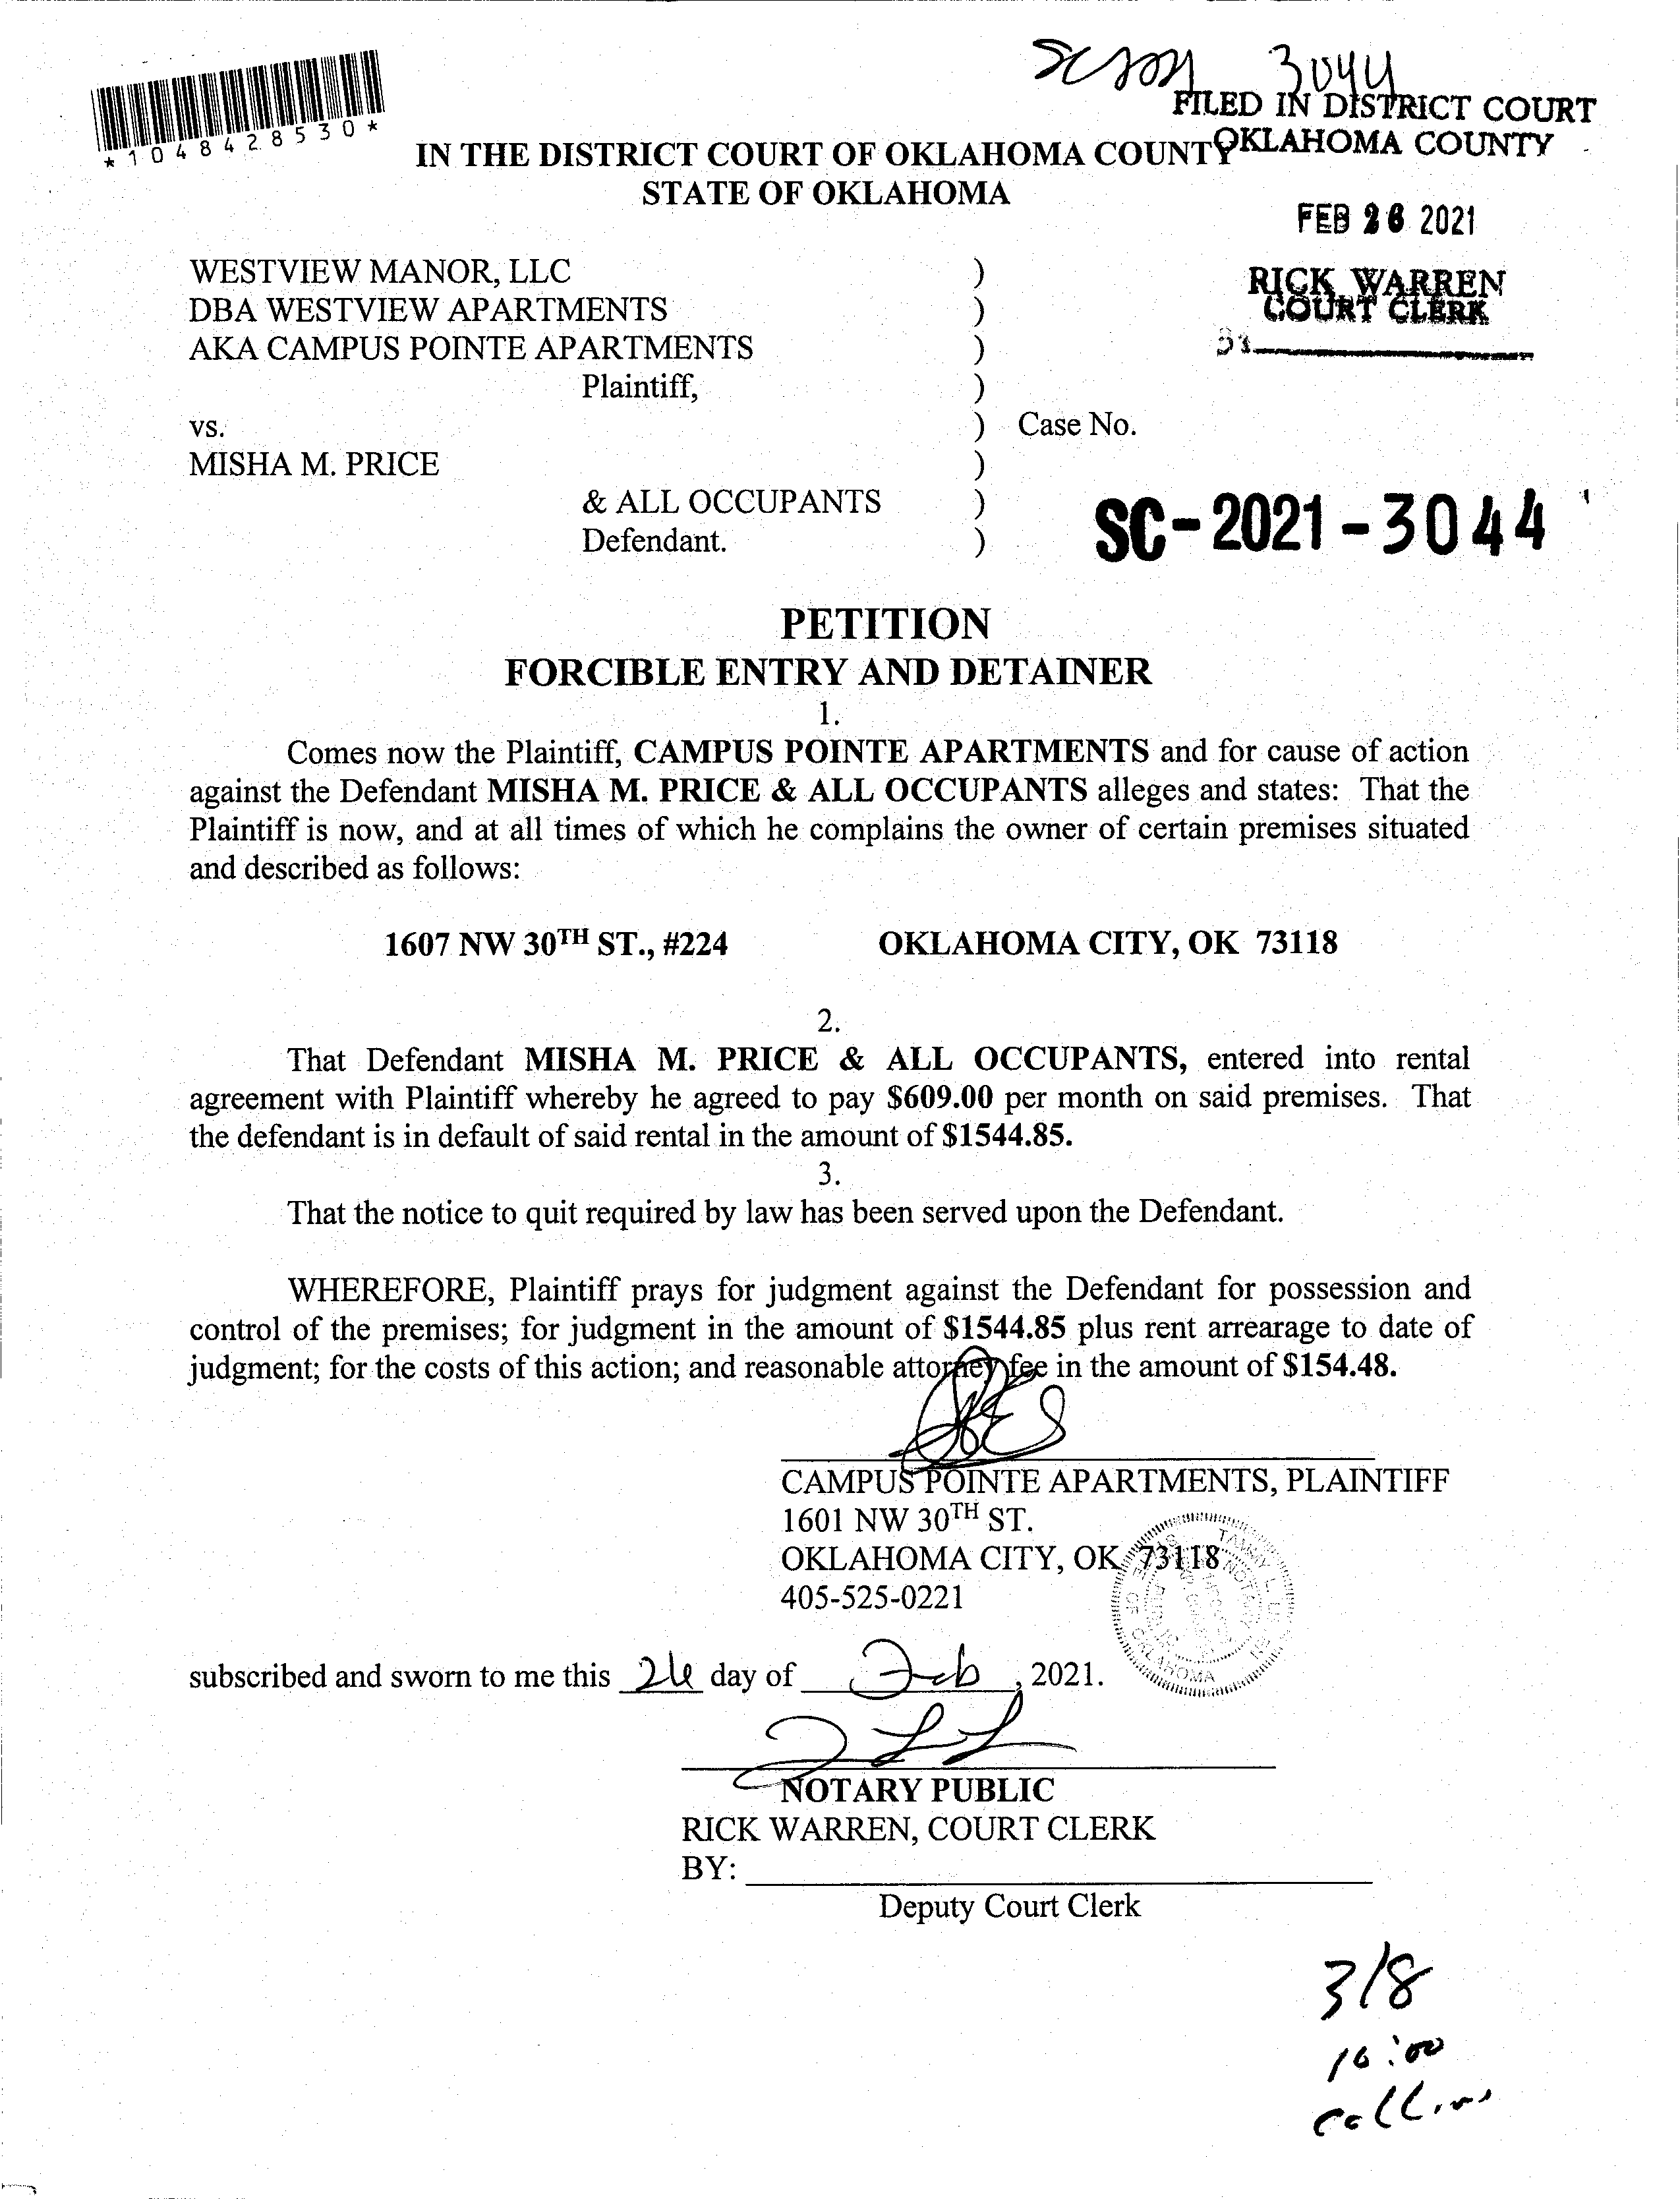 3044
FILED IN DISTRICT COURT
OKLAHOMA COUNTY
*1048428530*
IN THE DISTRICT COURT OF OKLAHOMA COUNTY
STATE OF OKLAHOMA
FEB 26 2021
RICK WARREN
COURT CLERK
WESTVIEW MANOR, LLC )
DBA WESTVIEW APARTMENTS )
AKA CAMPUS POINTE APARTMENTS )
Plaintiff, )
vs. ) Case No.
MISHA M. PRICE )
& ALL OCCUPANTS )
Defendant. )
SC-2021-3044
PETITION
FORCIBLE ENTRY AND DETAINER
1.
Comes now the Plaintiff, CAMPUS POINTE APARTMENTS and for cause of action
against the Defendant MISHA M. PRICE & ALL OCCUPANTS alleges and states: That the
Plaintiff is now, and at all times of which he complains the owner of certain premises situated
and described as follows:
1607 NW 30TH ST., #224 OKLAHOMA CITY, OK 73118
2.
That Defendant MISHA M. PRICE & ALL OCCUPANTS, entered into rental
agreement with Plaintiff whereby he agreed to pay $609.00 per month on said premises. That
the defendant is in default of said rental in the amount of $1544.85.
3.
That the notice to quit required by law has been served upon the Defendant.
WHEREFORE, Plaintiff prays for judgment against the Defendant for possession and
control of the premises; for judgment in the amount of $1544.85 plus rent arrearage to date of
judgment; for the costs of this action; and reasonable attorney fee in the amount of $154.48.
CAMPUS POINTE APARTMENTS, PLAINTIFF
1601 NW 30TH ST.
OKLAHOMA CITY, OK 73118
405-525-0221
subscribed and sworn to me this 26 day of Feb, 2021.
NOTARY PUBLIC
RICK WARREN, COURT CLERK
BY:
Deputy Court Clerk
3/8
10:00
Collins